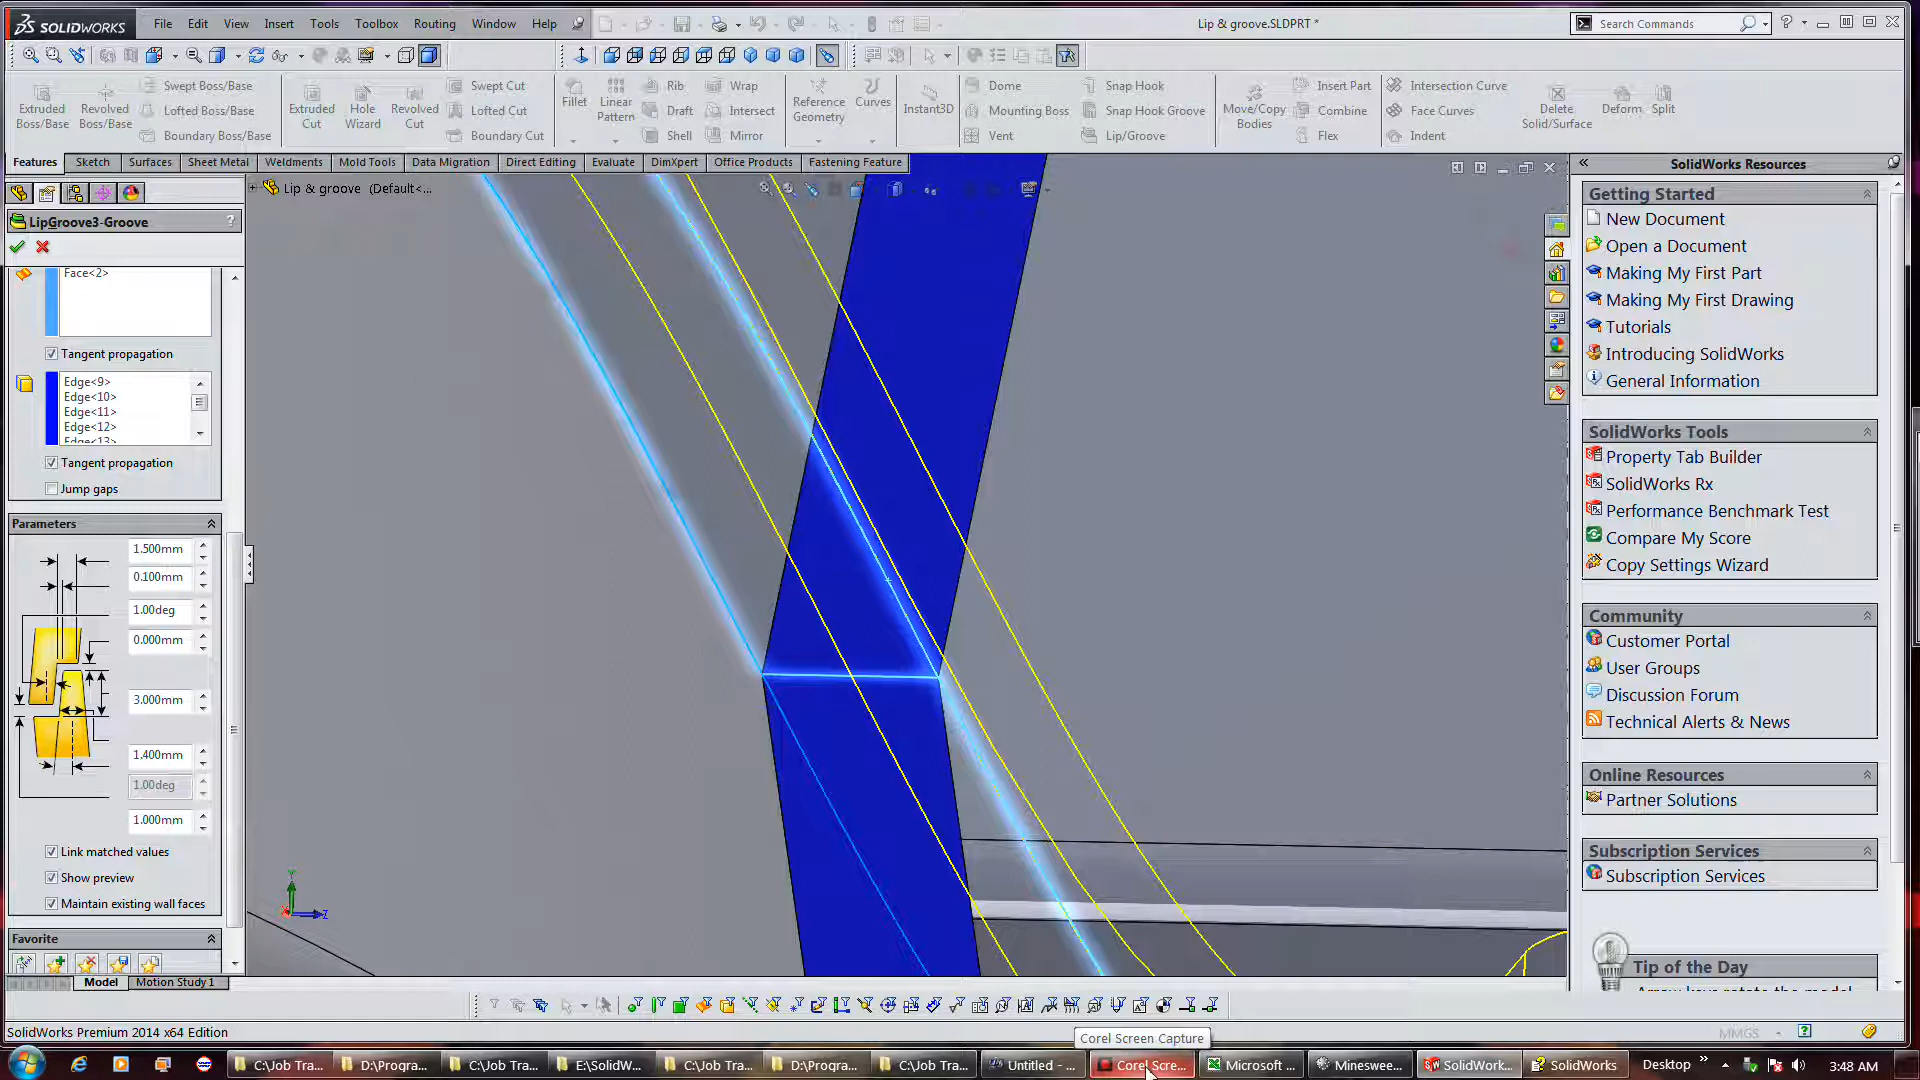 SOLIDWORKS File Edit View Insert Tools Toolbox Routing Window Help Lip & groove.SLDPRT * Search Commands
Extruded Boss/Base
Revolved Boss/Base
Swept Boss/Base
Lofted Boss/Base
Boundary Boss/Base
Extruded Cut
Hole Wizard
Revolved Cut
Swept Cut
Lofted Cut
Boundary Cut
Fillet
Linear Pattern
Rib
Draft
Shell
Wrap
Intersect
Mirror
Reference Geometry
Curves
Instant3D
Dome
Mounting Boss
Vent
Snap Hook
Snap Hook Groove
Lip/Groove
Move/Copy Bodies
Insert Part
Combine
Flex
Intersection Curve
Face Curves
Indent
Delete Solid/Surface
Deform
Split
Features Sketch Surfaces Sheet Metal Weldments Mold Tools Data Migration Direct Editing Evaluate DimXpert Office Products Fastening Feature
Lip & groove (Default<...
LipGroove3-Groove ?
Face<2>
Tangent propagation
Edge<9>
Edge<10>
Edge<11>
Edge<12>
Edge<13>
Tangent propagation
Jump gaps
Parameters
1.500mm
0.100mm
1.00deg
0.000mm
3.000mm
1.400mm
1.00deg
1.000mm
Link matched values
Show preview
Maintain existing wall faces
Favorite
Model Motion Study 1
Y
Z
SolidWorks Resources
Getting Started
New Document
Open a Document
Making My First Part
Making My First Drawing
Tutorials
Introducing SolidWorks
General Information
SolidWorks Tools
Property Tab Builder
SolidWorks Rx
Performance Benchmark Test
Compare My Score
Copy Settings Wizard
Community
Customer Portal
User Groups
Discussion Forum
Technical Alerts & News
Online Resources
Partner Solutions
Subscription Services
Subscription Services
Tip of the Day
Arrow keys rotate the model
SolidWorks Premium 2014 x64 Edition
Corel Screen Capture
MMGS
C:\Job Tra... D:\Progra... C:\Job Tra... E:\SolidW... C:\Job Tra... D:\Progra... C:\Job Tra... Untitled - ... Corel Scre... Microsoft ... Mineswee... SolidWork... SolidWorks Desktop 3:48 AM